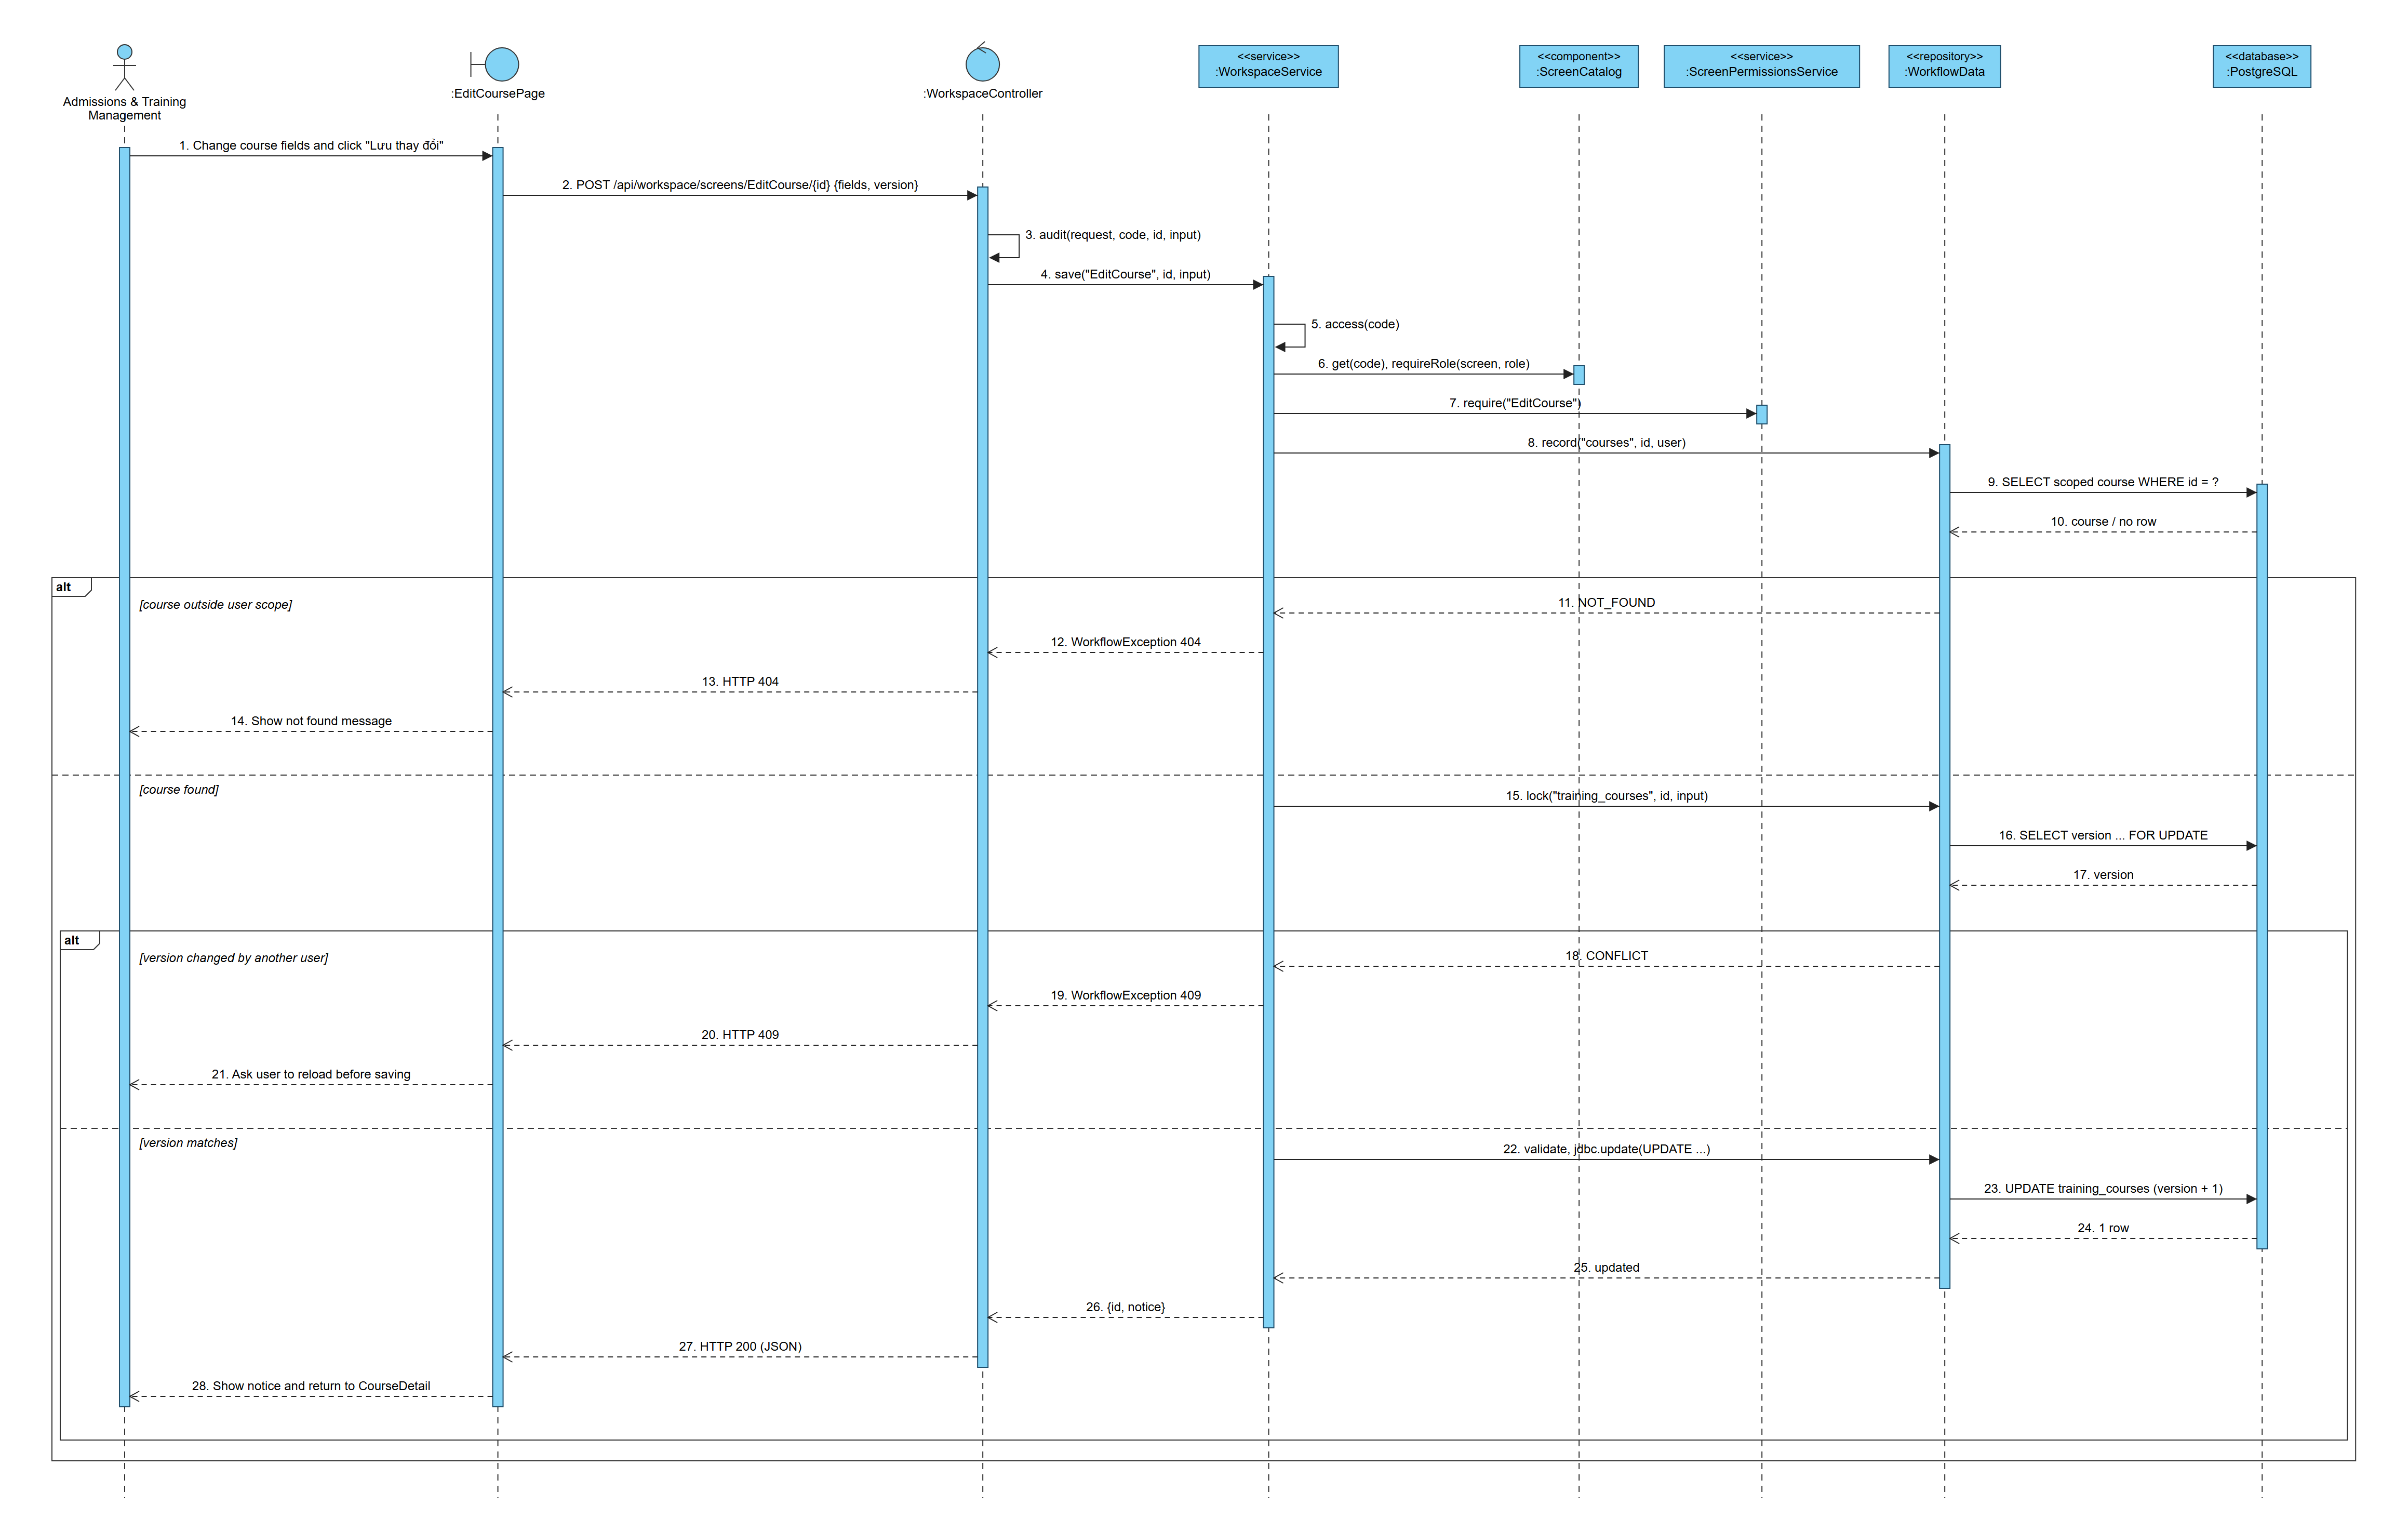 Admissions & Training
Management
:EditCoursePage
:WorkspaceController
<<service>>
:WorkspaceService
<<component>>
:ScreenCatalog
<<service>>
:ScreenPermissionsService
<<repository>>
:WorkflowData
<<database>>
:PostgreSQL
1. Change course fields and click "Lưu thay đổi"
2. POST /api/workspace/screens/EditCourse/{id} {fields, version}
3. audit(request, code, id, input)
4. save("EditCourse", id, input)
5. access(code)
6. get(code), requireRole(screen, role)
7. require("EditCourse")
8. record("courses", id, user)
9. SELECT scoped course WHERE id = ?
10. course / no row
alt
[course outside user scope]
11. NOT_FOUND
12. WorkflowException 404
13. HTTP 404
14. Show not found message
[course found]
15. lock("training_courses", id, input)
16. SELECT version ... FOR UPDATE
17. version
alt
[version changed by another user]
18. CONFLICT
19. WorkflowException 409
20. HTTP 409
21. Ask user to reload before saving
[version matches]
22. validate, jdbc.update(UPDATE ...)
23. UPDATE training_courses (version + 1)
24. 1 row
25. updated
26. {id, notice}
27. HTTP 200 (JSON)
28. Show notice and return to CourseDetail